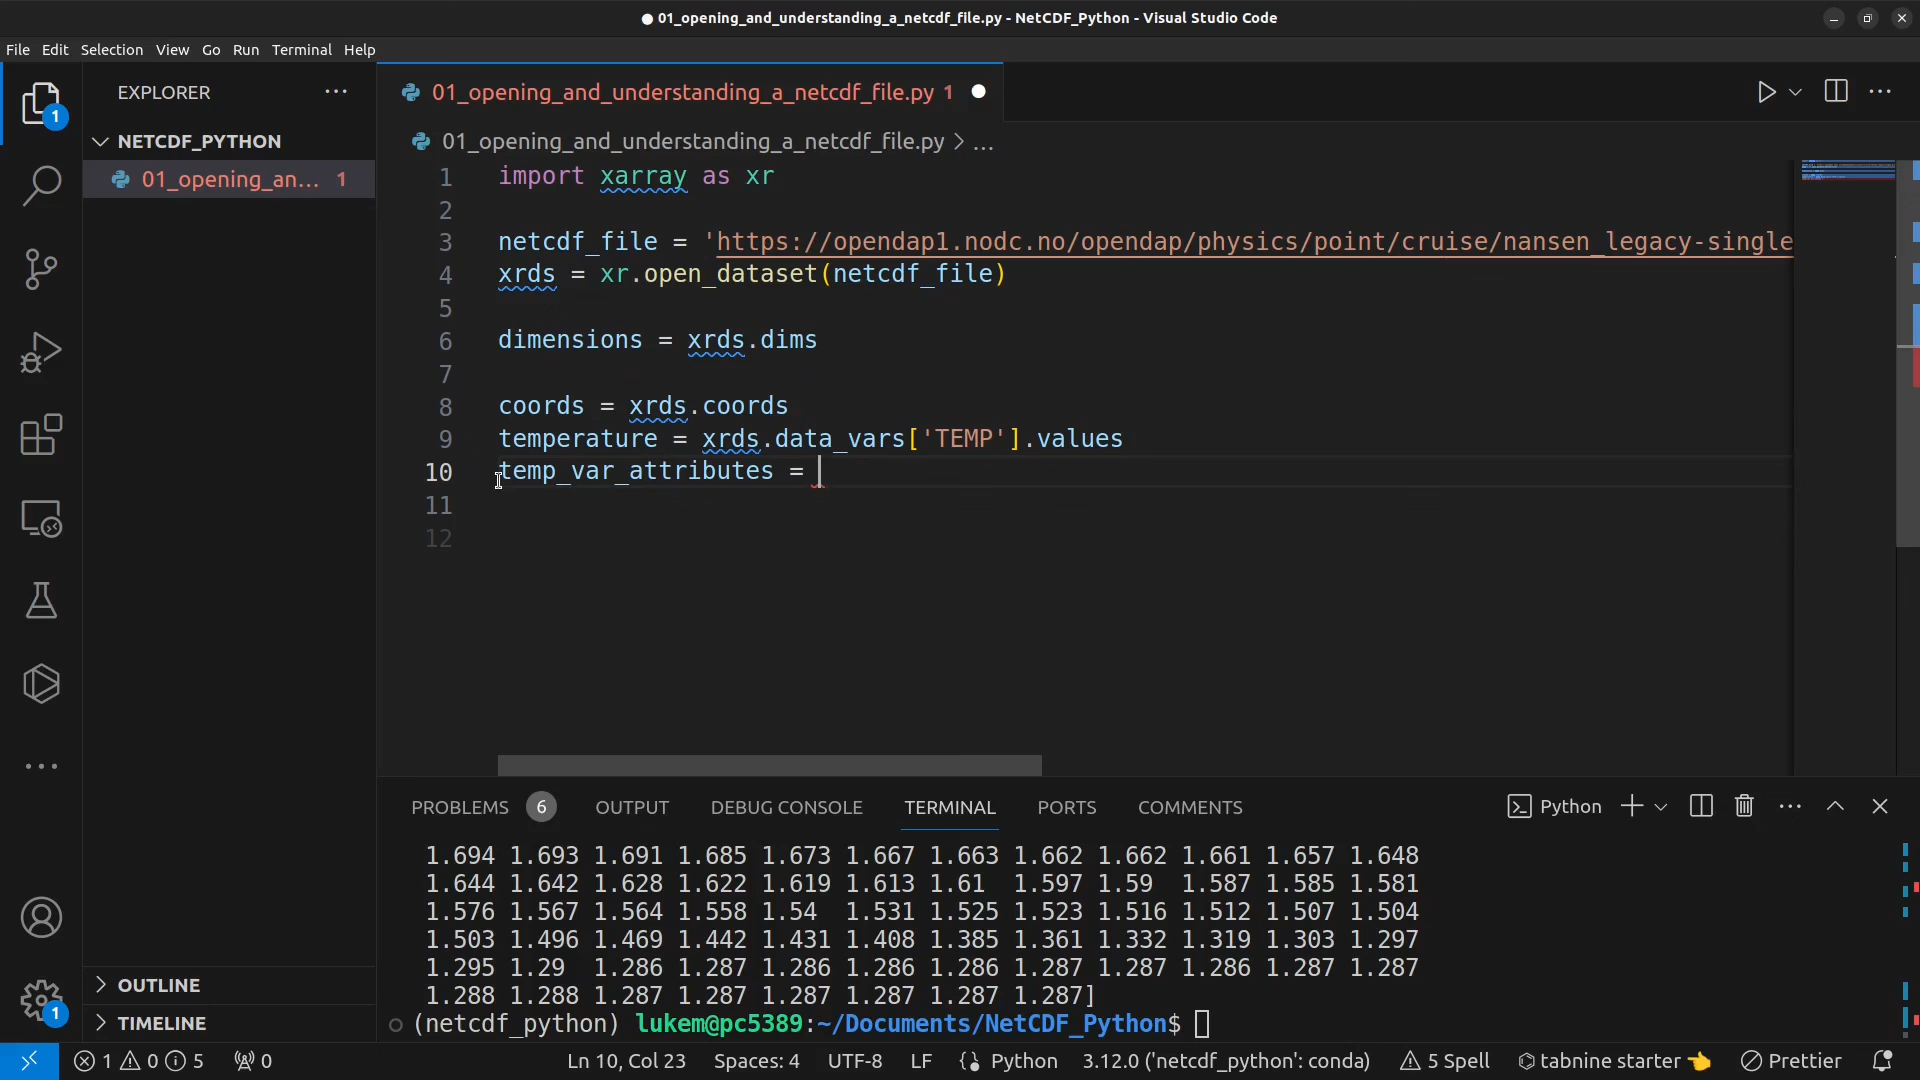 01_opening_and_understanding_a_netcdf_file.py - NetCDF_Python - Visual Studio Code
File Edit Selection View Go Run Terminal Help
EXPLORER
NETCDF_PYTHON
01_opening_an... 1
OUTLINE
TIMELINE
1
1
01_opening_and_understanding_a_netcdf_file.py 1
01_opening_and_understanding_a_netcdf_file.py > ...
1 import xarray as xr
2
3 netcdf_file = 'https://opendap1.nodc.no/opendap/physics/point/cruise/nansen_legacy-single
4 xrds = xr.open_dataset(netcdf_file)
5
6 dimensions = xrds.dims
7
8 coords = xrds.coords
9 temperature = xrds.data_vars['TEMP'].values
10 temp_var_attributes =
11
12
PROBLEMS 6 OUTPUT DEBUG CONSOLE TERMINAL PORTS COMMENTS Python
1.694 1.693 1.691 1.685 1.673 1.667 1.663 1.662 1.662 1.661 1.657 1.648
1.644 1.642 1.628 1.622 1.619 1.613 1.61 1.597 1.59 1.587 1.585 1.581
1.576 1.567 1.564 1.558 1.54 1.531 1.525 1.523 1.516 1.512 1.507 1.504
1.503 1.496 1.469 1.442 1.431 1.408 1.385 1.361 1.332 1.319 1.303 1.297
1.295 1.29 1.286 1.287 1.286 1.286 1.286 1.287 1.287 1.286 1.287 1.287
1.288 1.288 1.287 1.287 1.287 1.287 1.287 1.287]
(netcdf_python) lukem@pc5389:~/Documents/NetCDF_Python$
1 0 5 0 Ln 10, Col 23 Spaces: 4 UTF-8 LF Python 3.12.0 ('netcdf_python': conda) 5 Spell tabnine starter Prettier